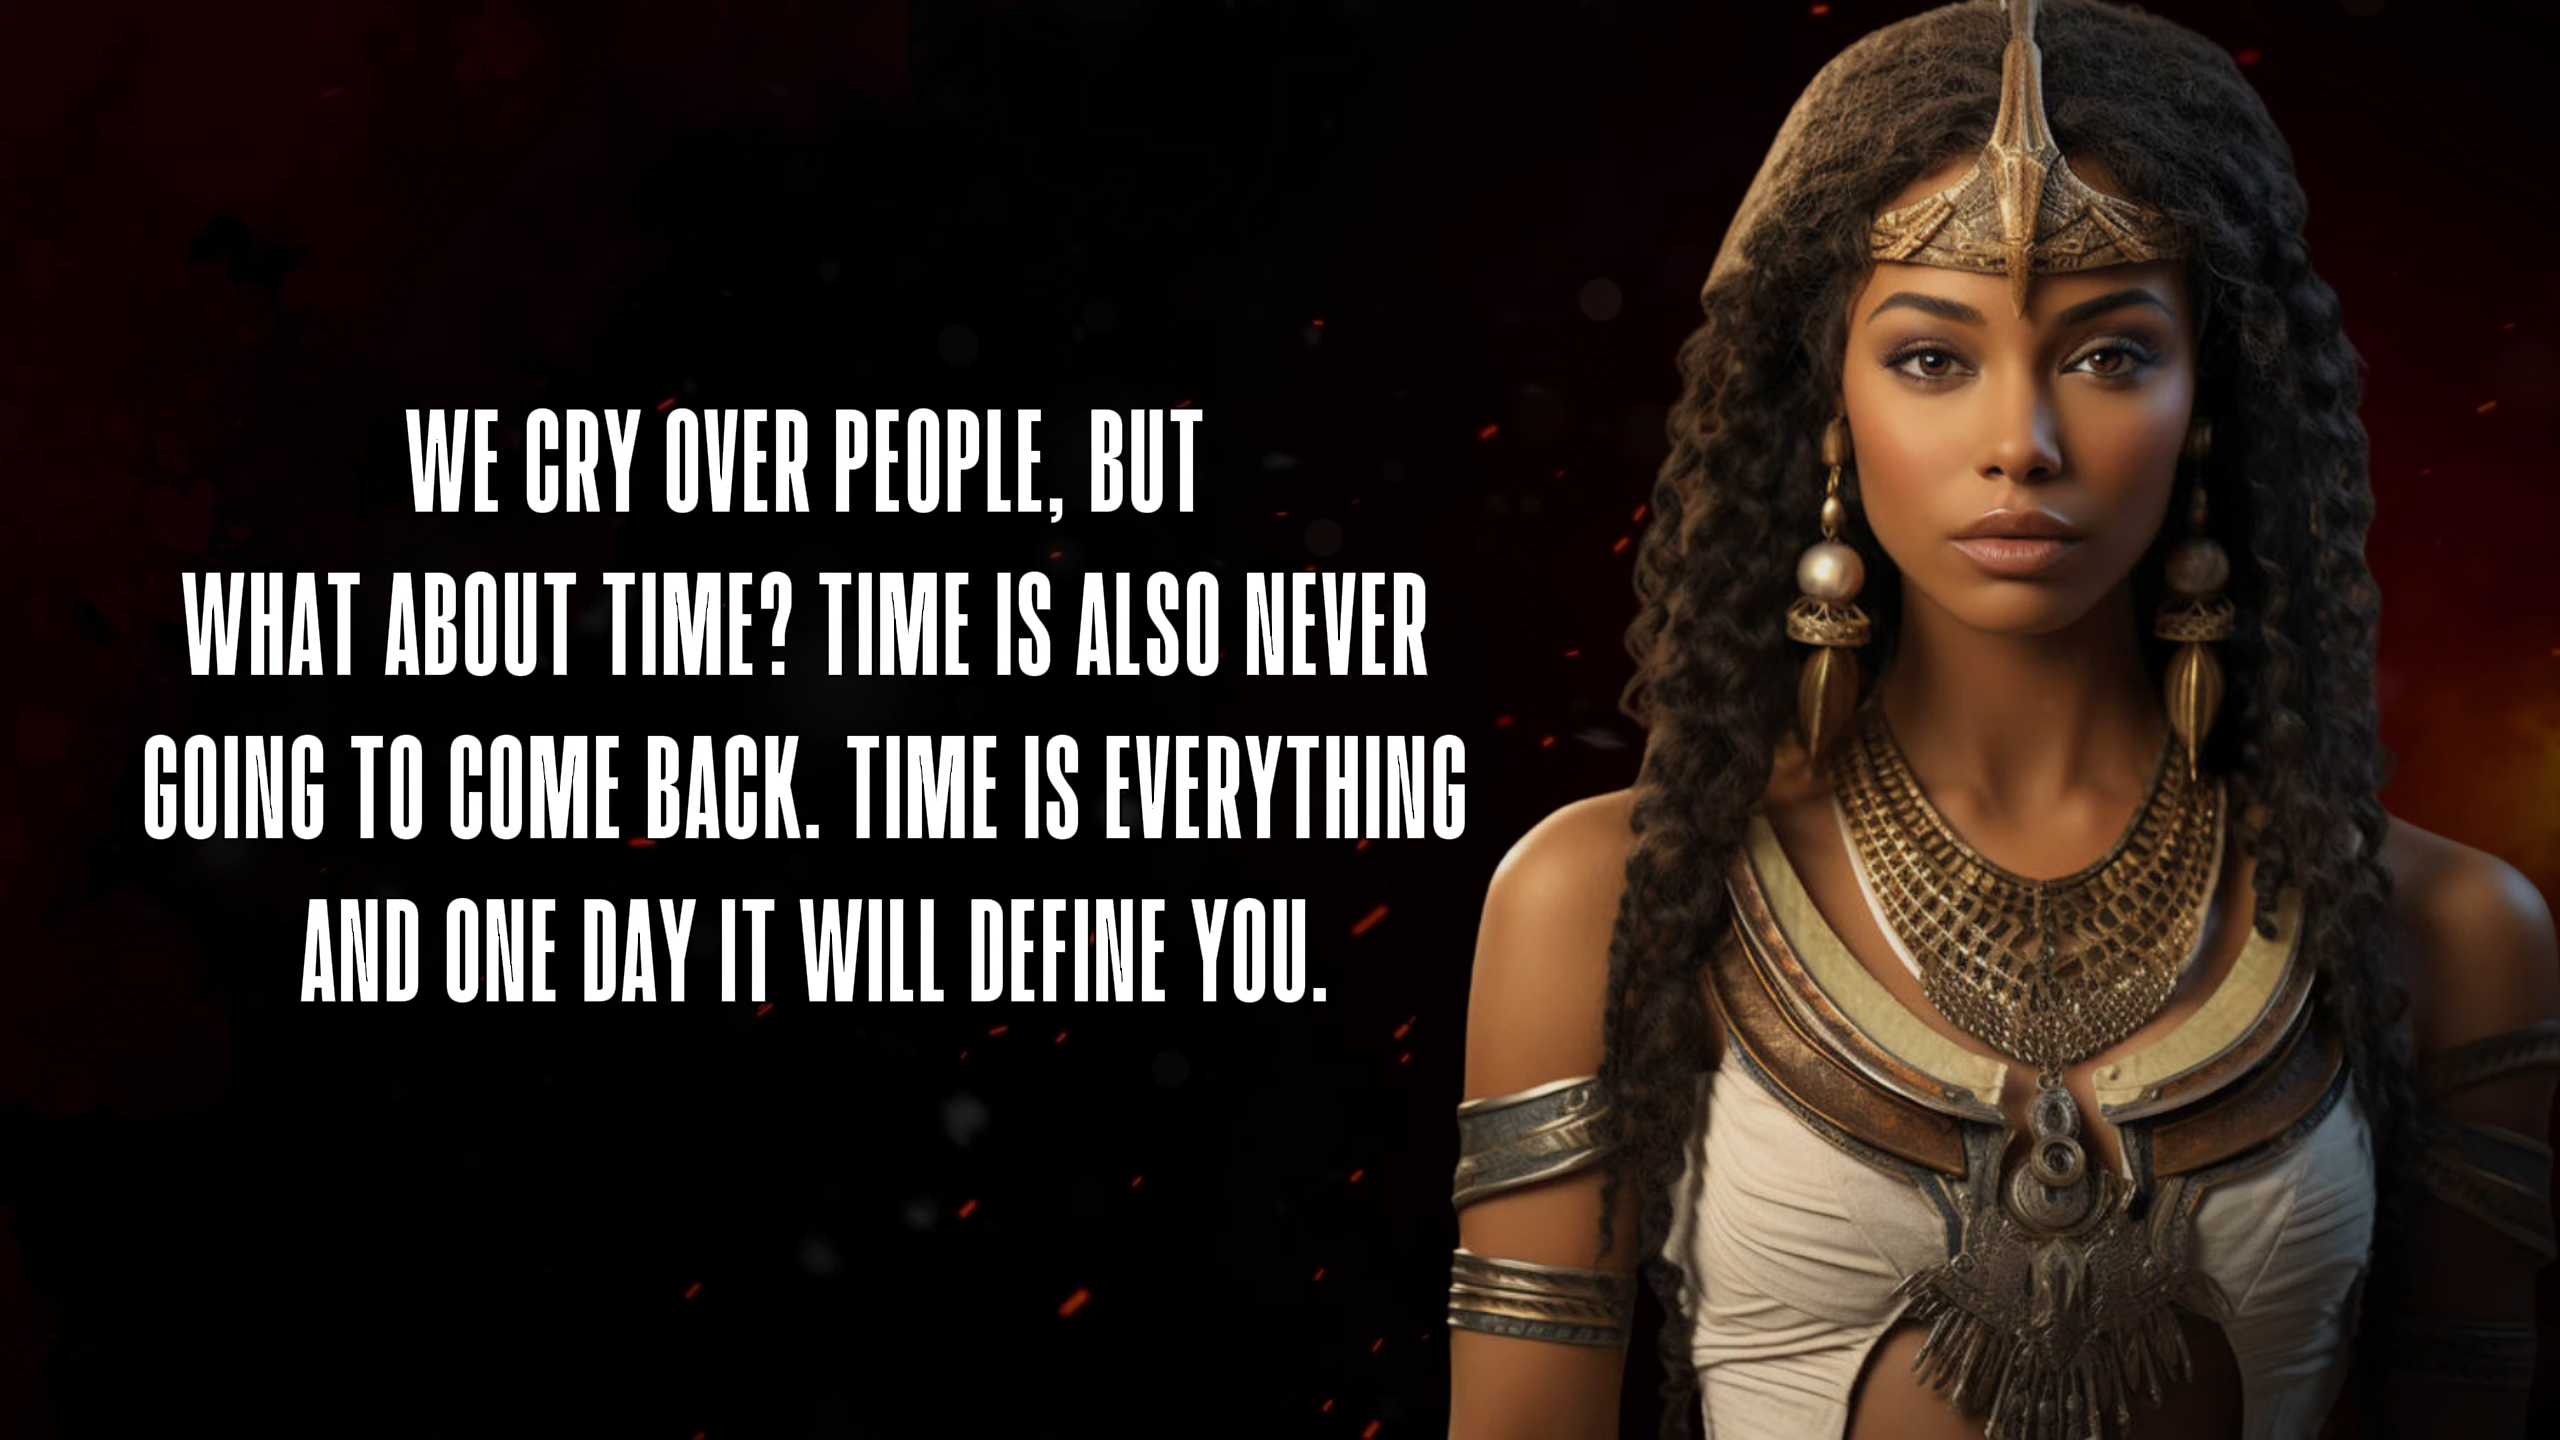 WE CRY OVER PEOPLE, BUT
WHAT ABOUT TIME? TIME IS ALSO NEVER
GOING TO COME BACK. TIME IS EVERYTHING
AND ONE DAY IT WILL DEFINE YOU.